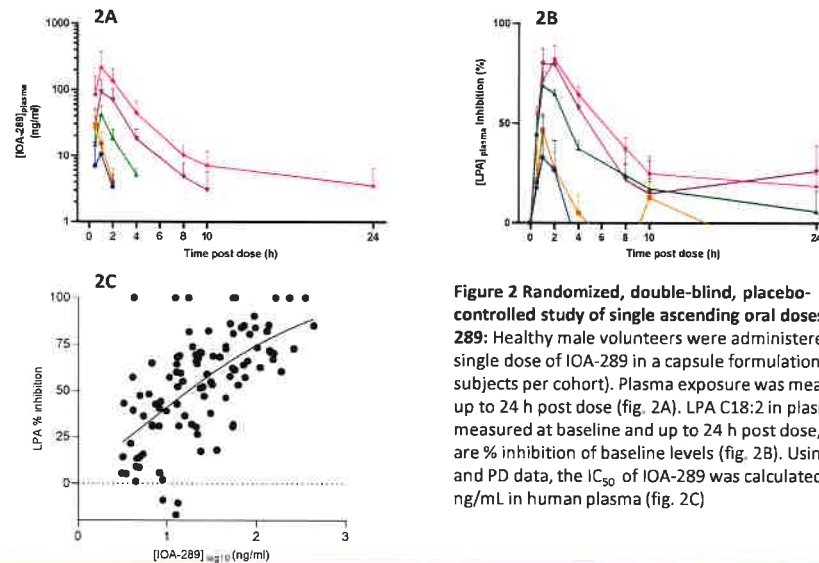 2A
1000
100
10
1
[IOA-289]plasma
(ng/ml)
0 2 4 6 8 10 24
Time post dose (h)
2B
100
50
0
[LPA] plasma Inhibition (%)
0 2 4 6 8 10 24
Time post dose (h)
2C
100
75
50
25
0
LPA % inhibition
0 1 2 3
[IOA-289] log10 (ng/ml)
Figure 2 Randomized, double-blind, placebo-
controlled study of single ascending oral doses
289: Healthy male volunteers were administere
single dose of IOA-289 in a capsule formulation
subjects per cohort). Plasma exposure was mea
up to 24 h post dose (fig. 2A). LPA C18:2 in plasr
measured at baseline and up to 24 h post dose,
are % inhibition of baseline levels (fig. 2B). Usin
and PD data, the IC50 of IOA-289 was calculated
ng/mL in human plasma (fig. 2C)